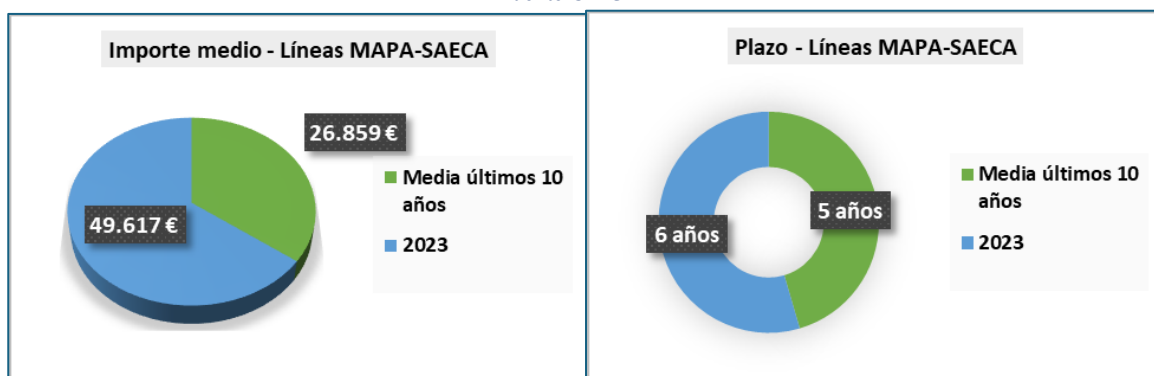 Importe medio - Líneas MAPA-SAECA
26.859 €
49.617 €
Media últimos 10
años
2023
Plazo - Líneas MAPA-SAECA
5 años
6 años
Media últimos 10
años
2023